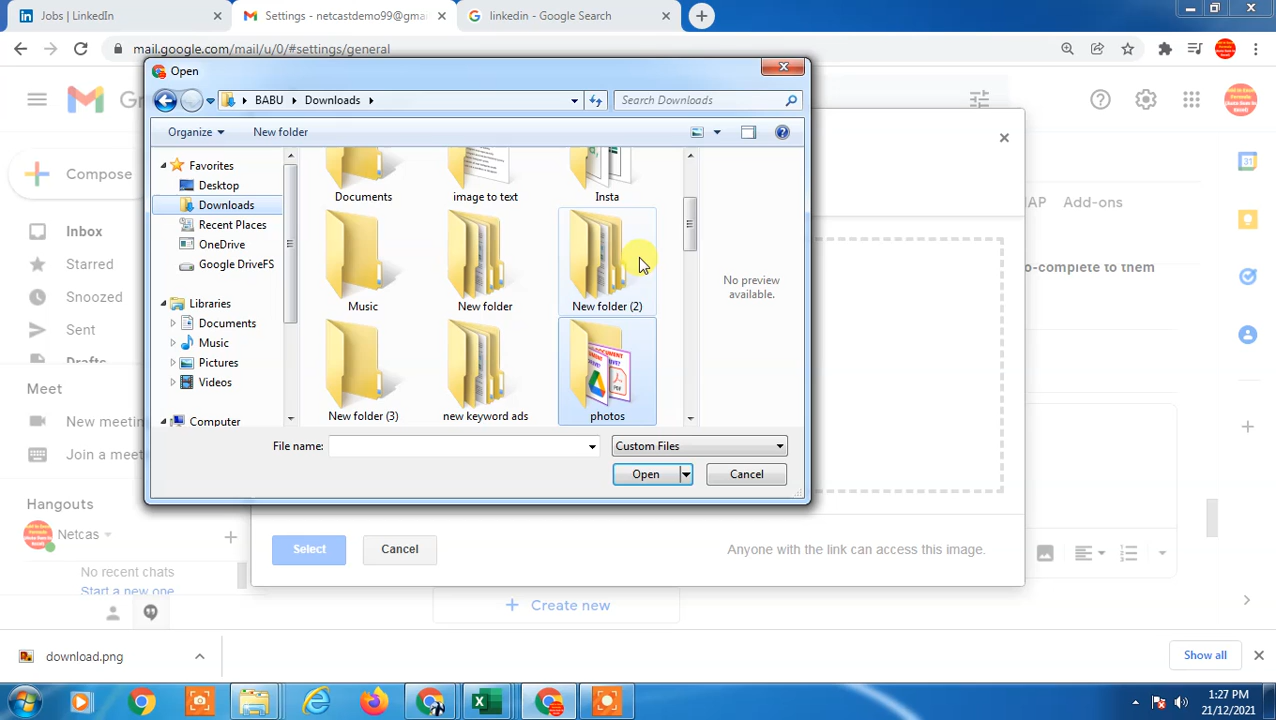 Jobs | LinkedIn
Settings - netcastdemo99@gmai
linkedin - Google Search
mail.google.com/mail/u/0/#settings/general
Open
BABU
Downloads
Search Downloads
Organize
New folder
Compose
Favorites
Desktop
Downloads
Recent Places
OneDrive
Google DriveFS
Libraries
Documents
Music
Pictures
Videos
Computer
Documents
image to text
Insta
Music
New folder
New folder (2)
New folder (3)
new keyword ads
photos
No preview
available.
File name:
Custom Files
Open
Cancel
Inbox
Starred
Snoozed
Sent
Drafts
Meet
New meetin
Join a mee
Hangouts
Netcas
No recent chats
Start a new one
AP
Add-ons
o-complete to them
31
Select
Cancel
Anyone with the link can access this image.
Create new
download.png
Show all
1:27 PM
21/12/2021